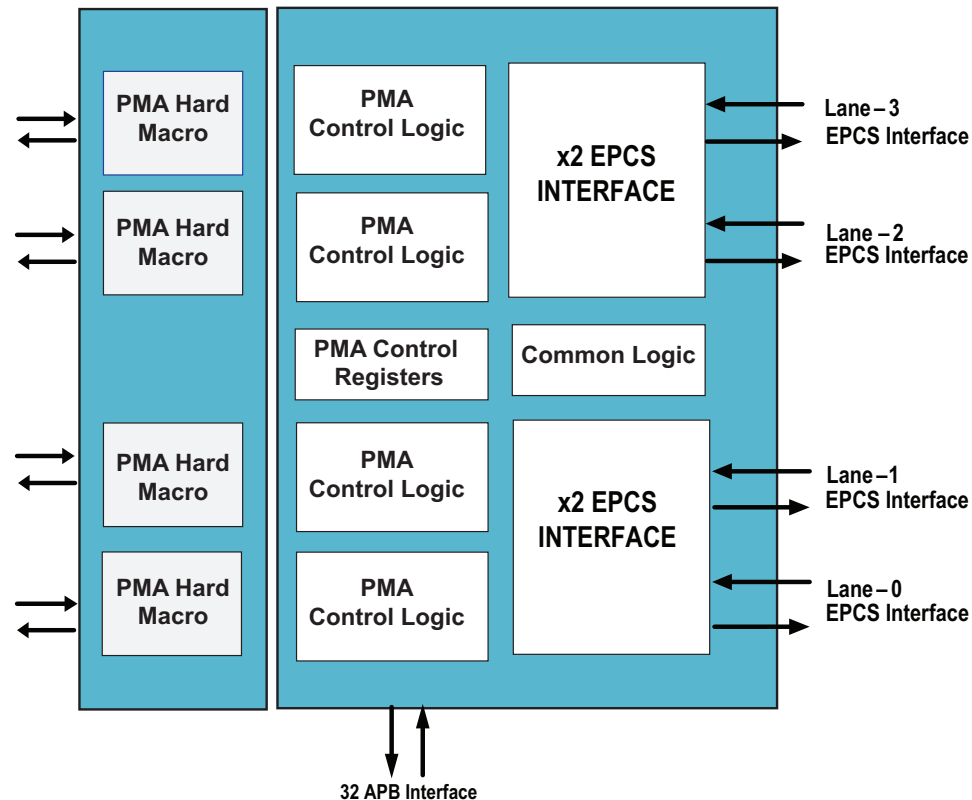 PMA Hard
Macro
PMA
Control Logic
x2 EPCS
INTERFACE
Lane – 3
EPCS Interface
PMA Hard
Macro
PMA
Control Logic
Lane – 2
EPCS Interface
PMA Control
Registers
Common Logic
PMA Hard
Macro
PMA
Control Logic
x2 EPCS
INTERFACE
Lane – 1
EPCS Interface
PMA Hard
Macro
PMA
Control Logic
Lane – 0
EPCS Interface
32 APB Interface